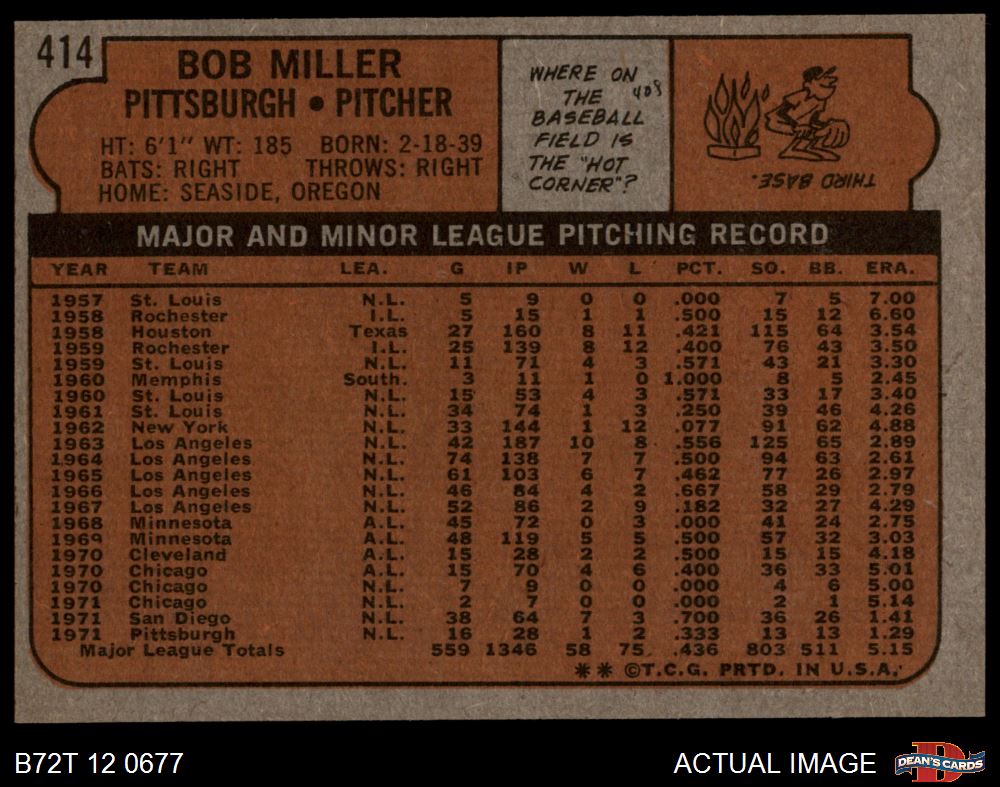 414
BOB MILLER
PITTSBURGH • PITCHER
HT: 6'1" WT: 185 BORN: 2-18-39
BATS: RIGHT THROWS: RIGHT
HOME: SEASIDE, OREGON
WHERE ON
THE 408
BASEBALL
FIELD IS
THE "HOT
CORNER"?
THIRD BASE.
MAJOR AND MINOR LEAGUE PITCHING RECORD
YEAR TEAM LEA. G IP W L PCT. SO. BB. ERA.
1957 St. Louis N.L. 5 9 0 0 .000 7 5 7.00
1958 Rochester I.L. 5 15 1 1 .500 15 12 6.60
1958 Houston Texas 27 160 8 11 .421 115 64 3.54
1959 Rochester I.L. 25 139 8 12 .400 76 43 3.50
1959 St. Louis N.L. 11 71 4 3 .571 43 21 3.30
1960 Memphis South. 3 11 1 0 1.000 8 5 2.45
1960 St. Louis N.L. 15 53 4 3 .571 33 17 3.40
1961 St. Louis N.L. 34 74 1 3 .250 39 46 4.26
1962 New York N.L. 33 144 1 12 .077 91 62 4.88
1963 Los Angeles N.L. 42 187 10 8 .556 125 65 2.89
1964 Los Angeles N.L. 74 138 7 7 .500 94 63 2.61
1965 Los Angeles N.L. 61 103 6 7 .462 77 26 2.97
1966 Los Angeles N.L. 46 84 4 2 .667 58 29 2.79
1967 Los Angeles N.L. 52 86 2 9 .182 32 27 4.29
1968 Minnesota A.L. 45 72 0 3 .000 41 24 2.75
1969 Minnesota A.L. 48 119 5 5 .500 57 32 3.03
1970 Cleveland A.L. 15 28 2 2 .500 15 15 4.18
1970 Chicago A.L. 15 70 4 6 .400 36 33 5.01
1970 Chicago N.L. 7 9 0 0 .000 4 6 5.00
1971 Chicago N.L. 2 7 0 0 .000 2 1 5.14
1971 San Diego N.L. 38 64 7 3 .700 36 26 1.41
1971 Pittsburgh N.L. 16 28 1 2 .333 13 13 1.29
Major League Totals 559 1346 58 75 .436 803 511 5.15
** ©T.C.G. PRTD. IN U.S.A.
B72T 12 0677
ACTUAL IMAGE
D
DEAN'S CARDS